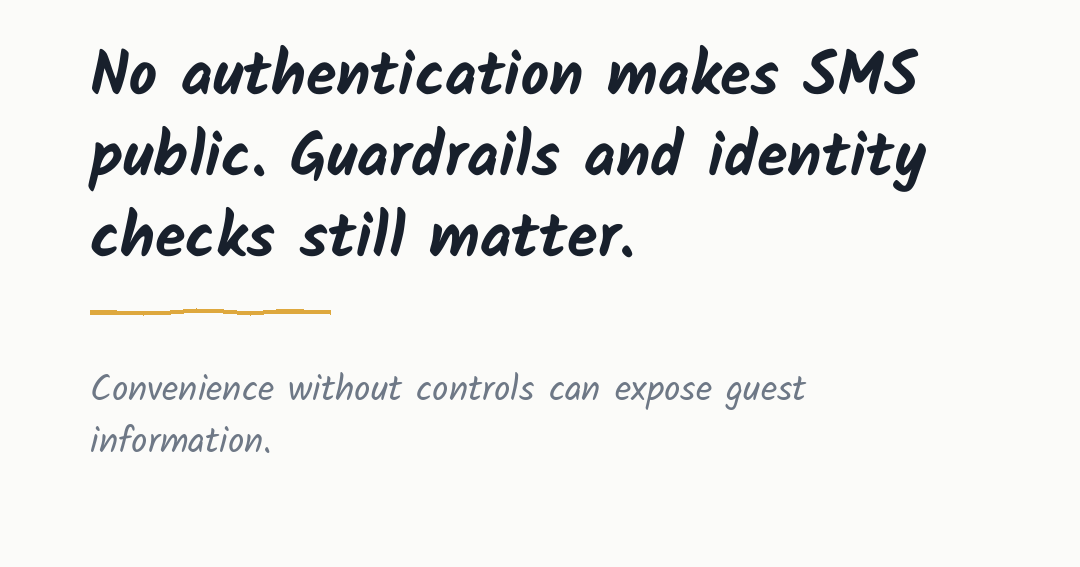 No authentication makes SMS
public. Guardrails and identity
checks still matter.
Convenience without controls can expose guest
information.